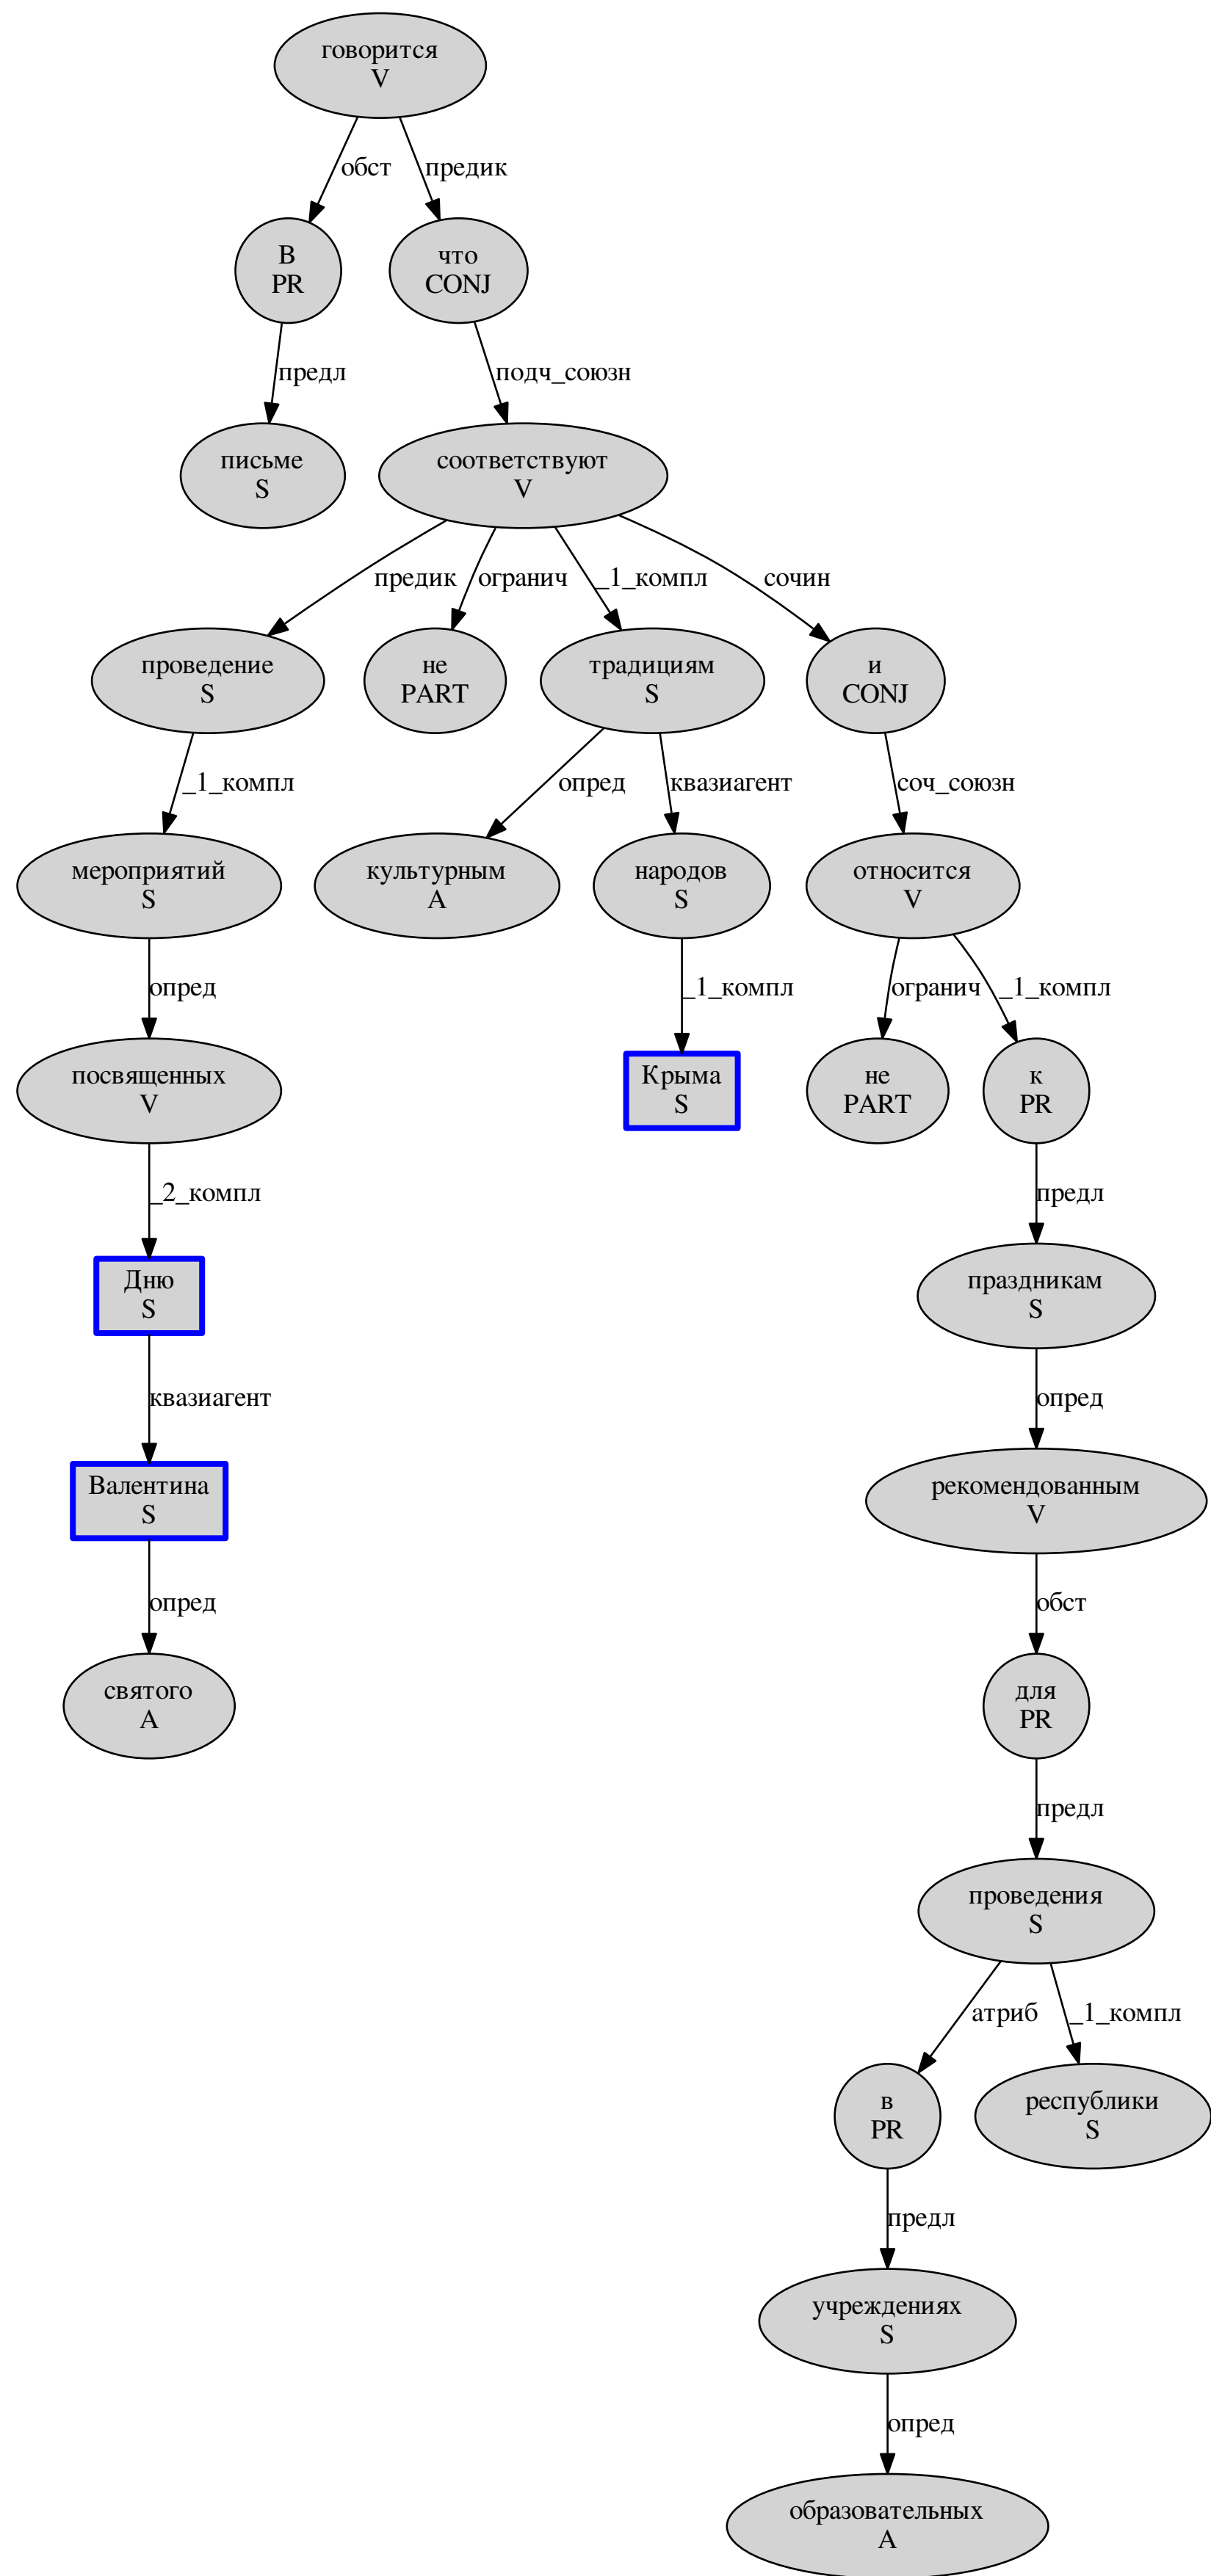 говорится
V
обст
предик
В
PR
что
CONJ
предл
подч_союзн
письме
S
соответствуют
V
предик
огранич
_1_компл
сочин
проведение
S
не
PART
традициям
S
и
CONJ
_1_компл
опред
квазиагент
соч_союзн
мероприятий
S
культурным
A
народов
S
относится
V
опред
_1_компл
огранич
_1_компл
посвященных
V
Крыма
S
не
PART
к
PR
_2_компл
предл
Дню
S
праздникам
S
квазиагент
опред
Валентина
S
рекомендованным
V
опред
обст
святого
A
для
PR
предл
проведения
S
атриб
_1_компл
в
PR
республики
S
предл
учреждениях
S
опред
образовательных
A